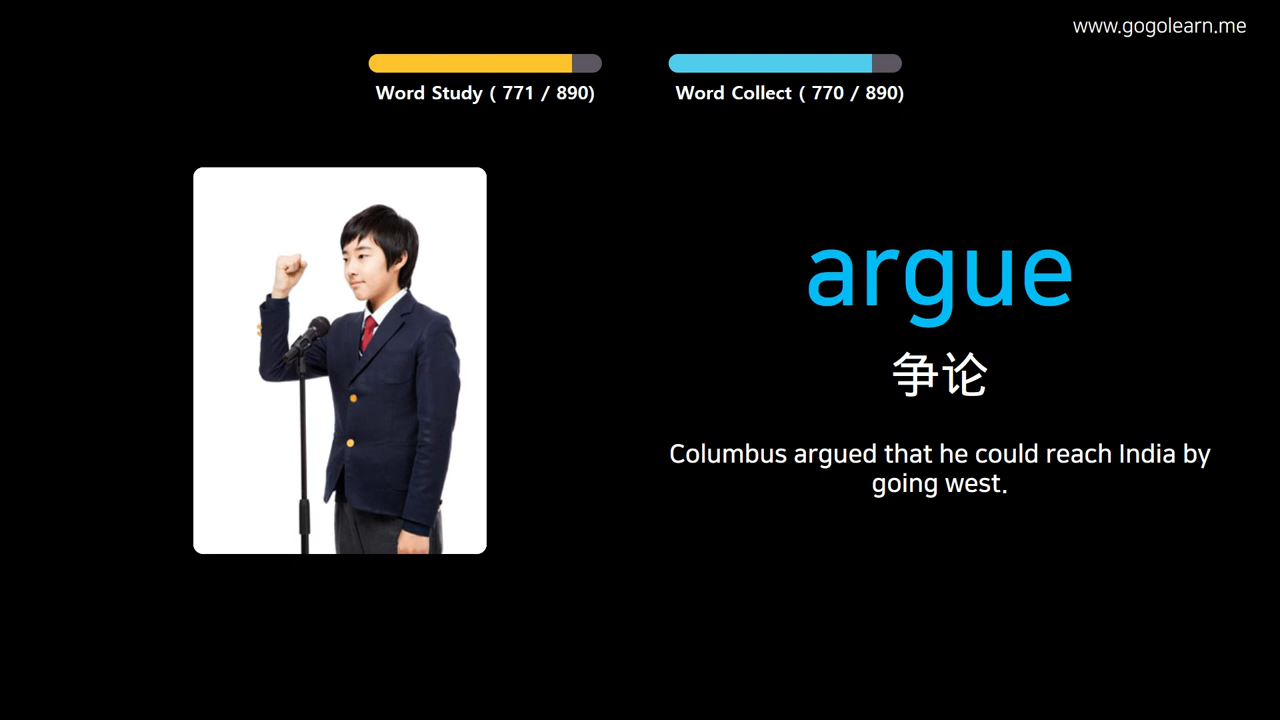 www.gogolearn.me
Word Study ( 771 / 890)
Word Collect ( 770 / 890)
argue
争论
Columbus argued that he could reach India by
going west.